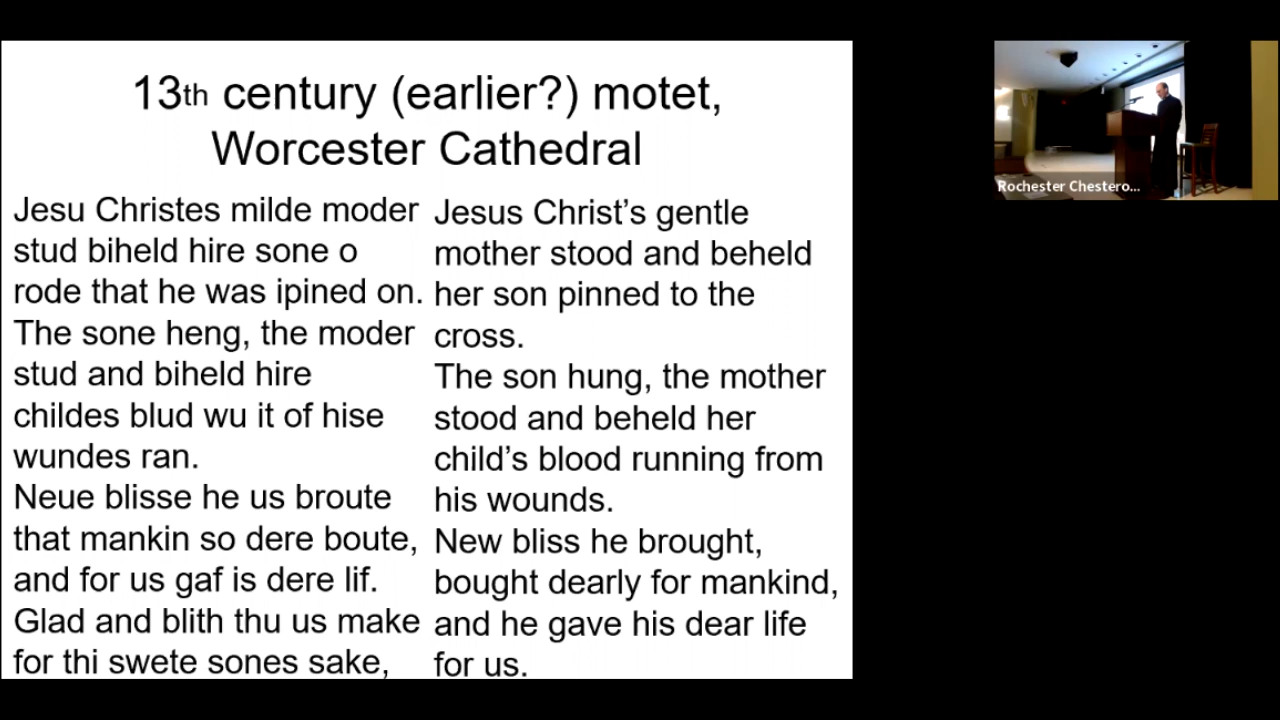 13th century (earlier?) motet,
Worcester Cathedral
Jesu Christes milde moder
stud biheld hire sone o
rode that he was ipined on.
The sone heng, the moder
stud and biheld hire
childes blud wu it of hise
wundes ran.
Neue blisse he us broute
that mankin so dere boute,
and for us gaf is dere lif.
Glad and blith thu us make
for thi swete sones sake,
Jesus Christ’s gentle
mother stood and beheld
her son pinned to the
cross.
The son hung, the mother
stood and beheld her
child’s blood running from
his wounds.
New bliss he brought,
bought dearly for mankind,
and he gave his dear life
for us.
Rochester Chestero...